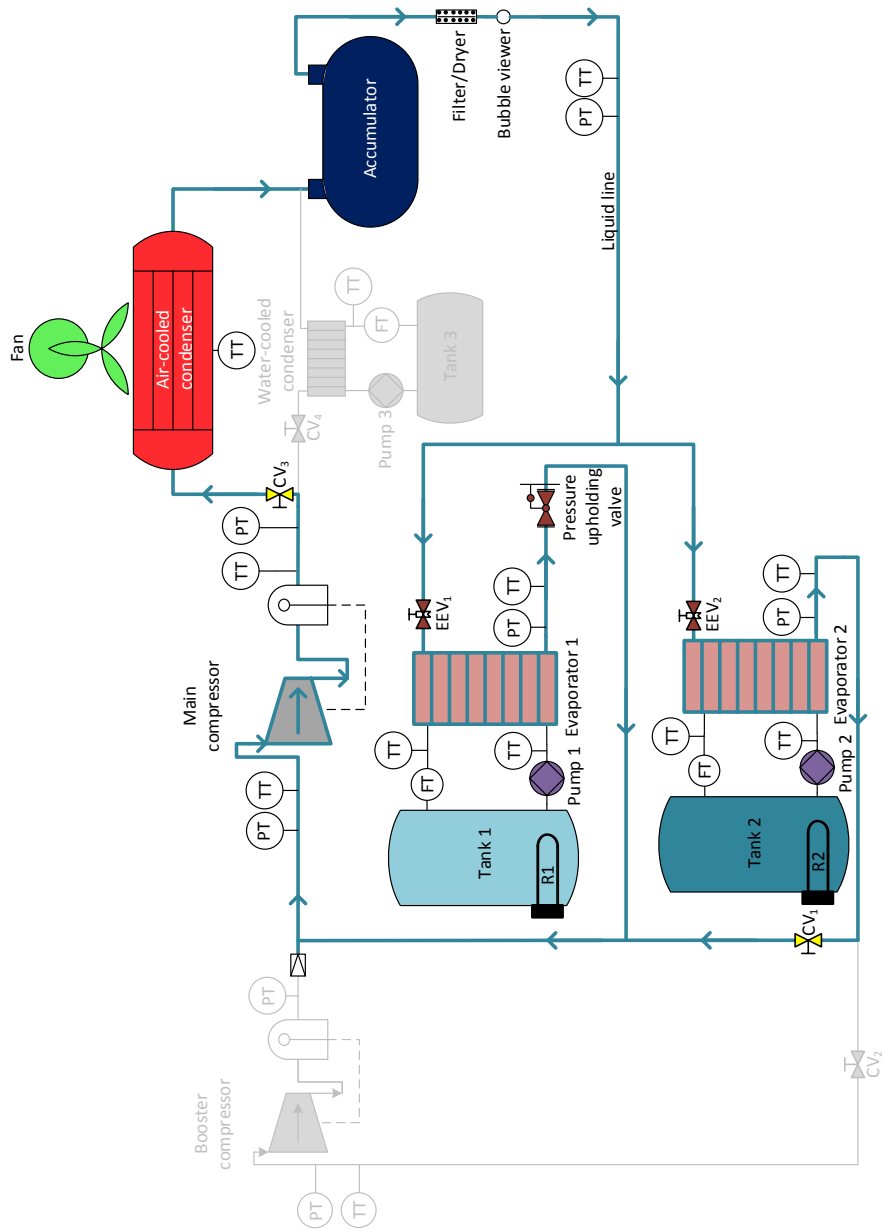 Fan
Main
compressor
Booster
compressor
Air-cooled
condenser
TT
PT
PT
TT
TT
PT
CV₃
Water-cooled
condenser
CV₄
PT
TT
TT
FT
Pump 3
Tank 3
Accumulator
Filter/Dryer
Bubble viewer
PT
TT
Liquid line
TT
FT
EEV₁
Tank 1
R1
TT
Pump 1
PT
TT
Evaporator 1
Pressure
upholding
valve
TT
FT
EEV₂
Tank 2
R2
TT
Pump 2
PT
TT
Evaporator 2
CV₁
CV₂